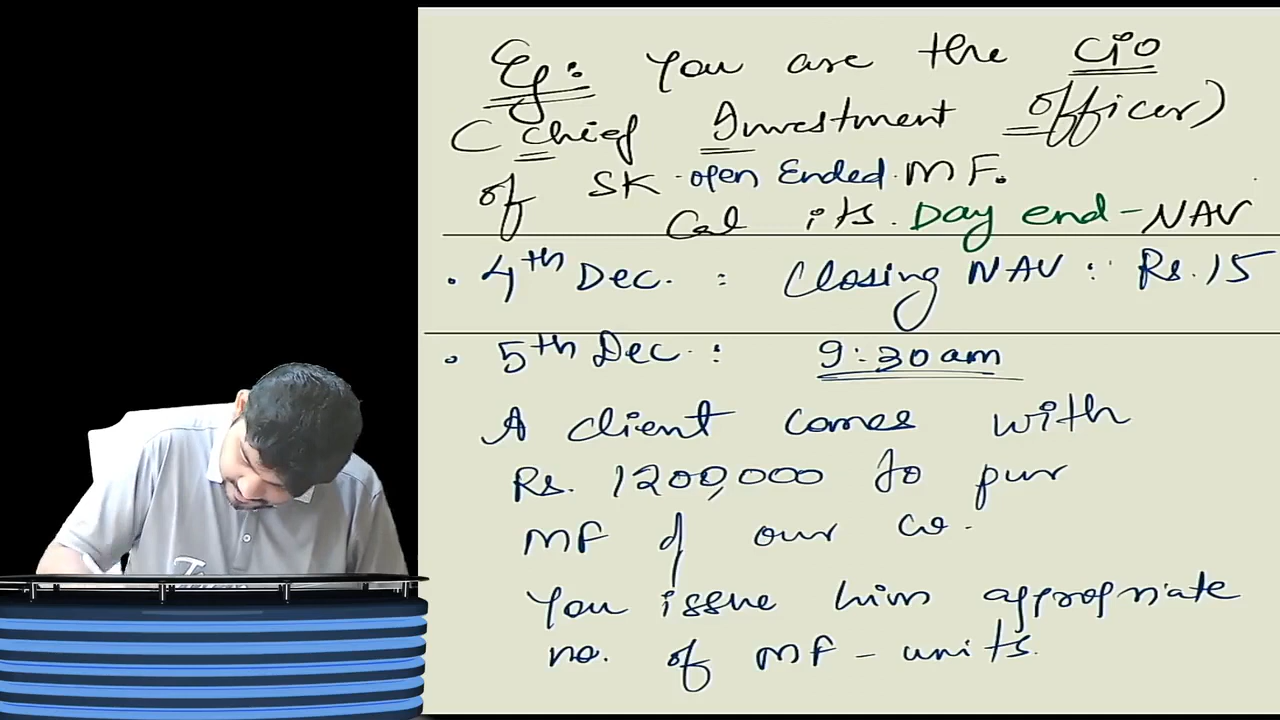 Eg: You are the CIO
(Chief Investment Officer)
of SK open Ended MF.
Cal its Day end-NAV
• 4th Dec. : Closing NAV : Rs. 15
• 5th Dec : 9:30am
A client comes with
Rs. 1200,000 to pur
MF of our co.
You issue him appropriate
no. of MF - units.